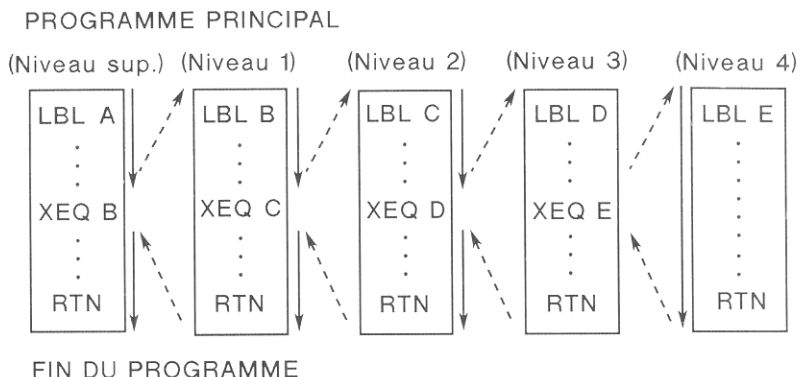 PROGRAMME PRINCIPAL
(Niveau sup.) (Niveau 1) (Niveau 2) (Niveau 3) (Niveau 4)
LBL A LBL B LBL C LBL D LBL E
XEQ B XEQ C XEQ D XEQ E
RTN RTN RTN RTN RTN
FIN DU PROGRAMME